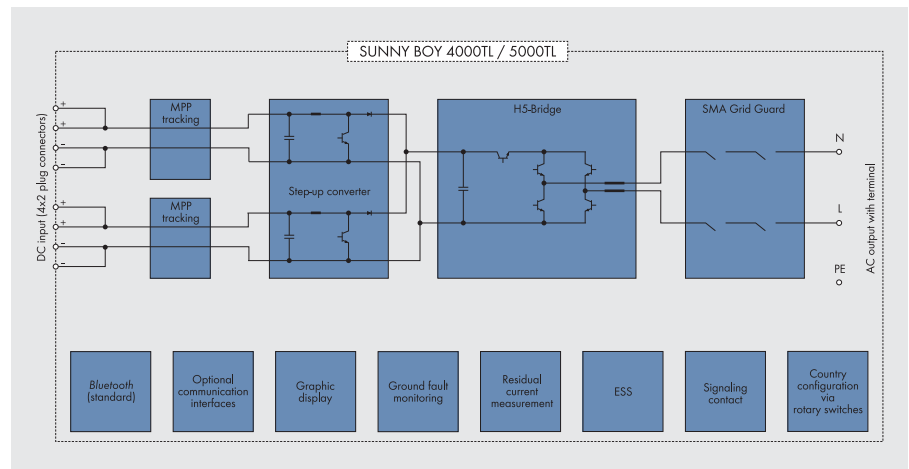 SUNNY BOY 4000TL / 5000TL
DC input (4x2 plug connectors)
+
+
-
-
+
+
-
-
MPP
tracking
MPP
tracking
Step-up converter
H5-Bridge
SMA Grid Guard
N
L
PE
AC output with terminal
Bluetooth
(standard)
Optional
communication
interfaces
Graphic
display
Ground fault
monitoring
Residual
current
measurement
ESS
Signaling
contact
Country
configuration
via
rotary switches